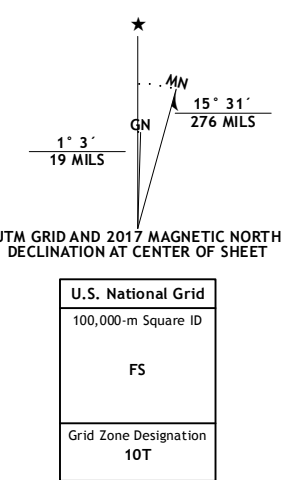 ★
MN
GN
15° 31´
276 MILS
1° 3´
19 MILS
UTM GRID AND 2017 MAGNETIC NORTH
DECLINATION AT CENTER OF SHEET
U.S. National Grid
100,000-m Square ID
FS
Grid Zone Designation
10T